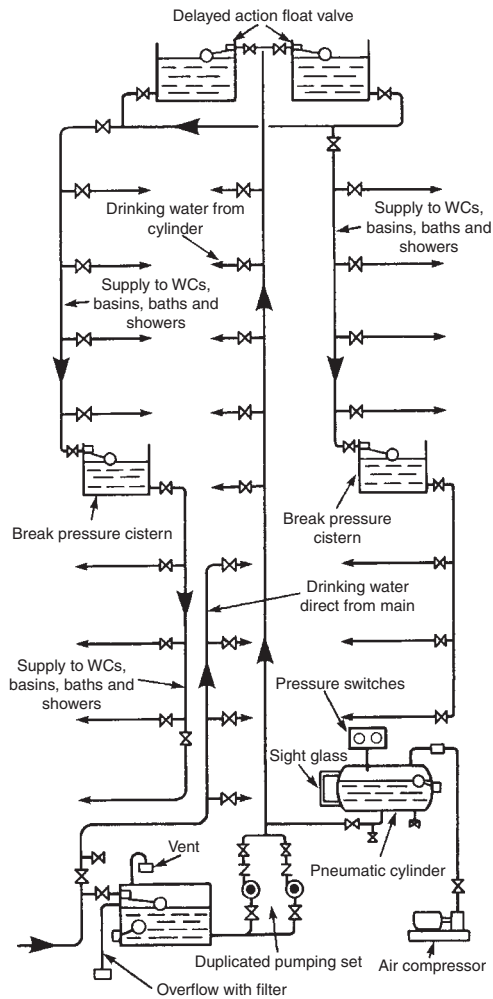 Delayed action float valve
Drinking water from
cylinder
Supply to WCs,
basins, baths and
showers
Supply to WCs,
basins, baths and
showers
Break pressure cistern
Break pressure
cistern
Drinking water
direct from main
Supply to WCs,
basins, baths and
showers
Pressure switches
Sight glass
Vent
Pneumatic cylinder
Duplicated pumping set
Air compressor
Overflow with filter